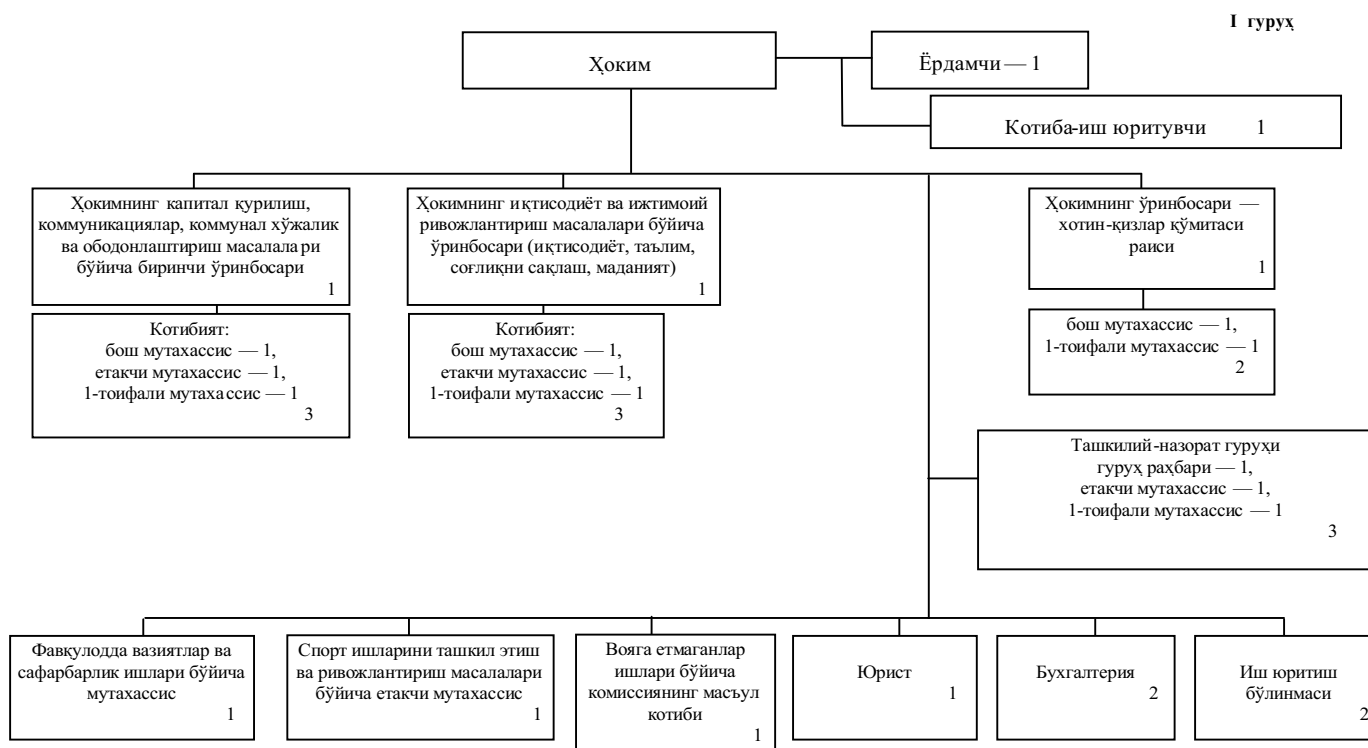 I гуруҳ
Ҳоким
Ёрдамчи — 1
Котиба-иш юритувчи 1
Ҳокимнинг капитал қурилиш,
коммуникациялар, коммунал хўжалик
ва ободонлаштириш масалалари
бўйича биринчи ўринбосари
1
Ҳокимнинг иқтисодиёт ва ижтимоий
ривожлантириш масалалари бўйича
ўринбосари (иқтисодиёт, таълим,
соғлиқни сақлаш, маданият)
1
Ҳокимнинг ўринбосари —
хотин-қизлар қўмитаси
раиси
1
Котибият:
бош мутахассис — 1,
етакчи мутахассис — 1,
1-тоифали мутахассис — 1
3
Котибият:
бош мутахассис — 1,
етакчи мутахассис — 1,
1-тоифали мутахассис — 1
3
бош мутахассис — 1,
1-тоифали мутахассис — 1
2
Ташкилий-назорат гуруҳи
гуруҳ раҳбари — 1,
етакчи мутахассис — 1,
1-тоифали мутахассис — 1
3
Фавқулодда вазиятлар ва
сафарбарлик ишлари бўйича
мутахассис
1
Спорт ишларини ташкил этиш
ва ривожлантириш масалалари
бўйича етакчи мутахассис
1
Вояга етмаганлар
ишлари бўйича
комиссиянинг масъул
котиби
1
Юрист
1
Бухгалтерия
2
Иш юритиш
бўлинмаси
2